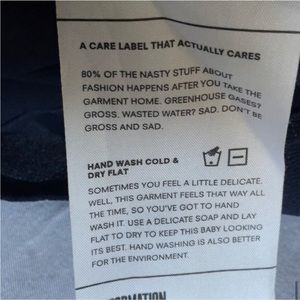 A CARE LABEL THAT ACTUALLY CARES
80% OF THE NASTY STUFF ABOUT
FASHION HAPPENS AFTER YOU TAKE THE
GARMENT HOME. GREENHOUSE GASES?
GROSS. WASTED WATER? SAD. DON'T BE
GROSS AND SAD.
HAND WASH COLD &
DRY FLAT
SOMETIMES YOU FEEL A LITTLE DELICATE.
WELL, THIS GARMENT FEELS THAT WAY ALL
THE TIME, SO YOU'VE GOT TO HAND
WASH IT. USE A DELICATE SOAP AND LAY
FLAT TO DRY TO KEEP THIS BABY LOOKING
ITS BEST. HAND WASHING IS ALSO BETTER
FOR THE ENVIRONMENT.